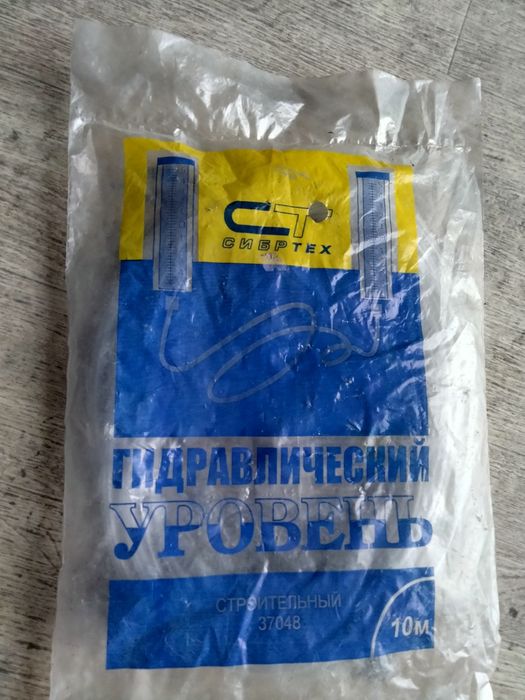 СТ
СИБРТЕХ
ГИДРАВЛИЧЕСКИЙ
УРОВЕНЬ
СТРОИТЕЛЬНЫЙ
37048
10м